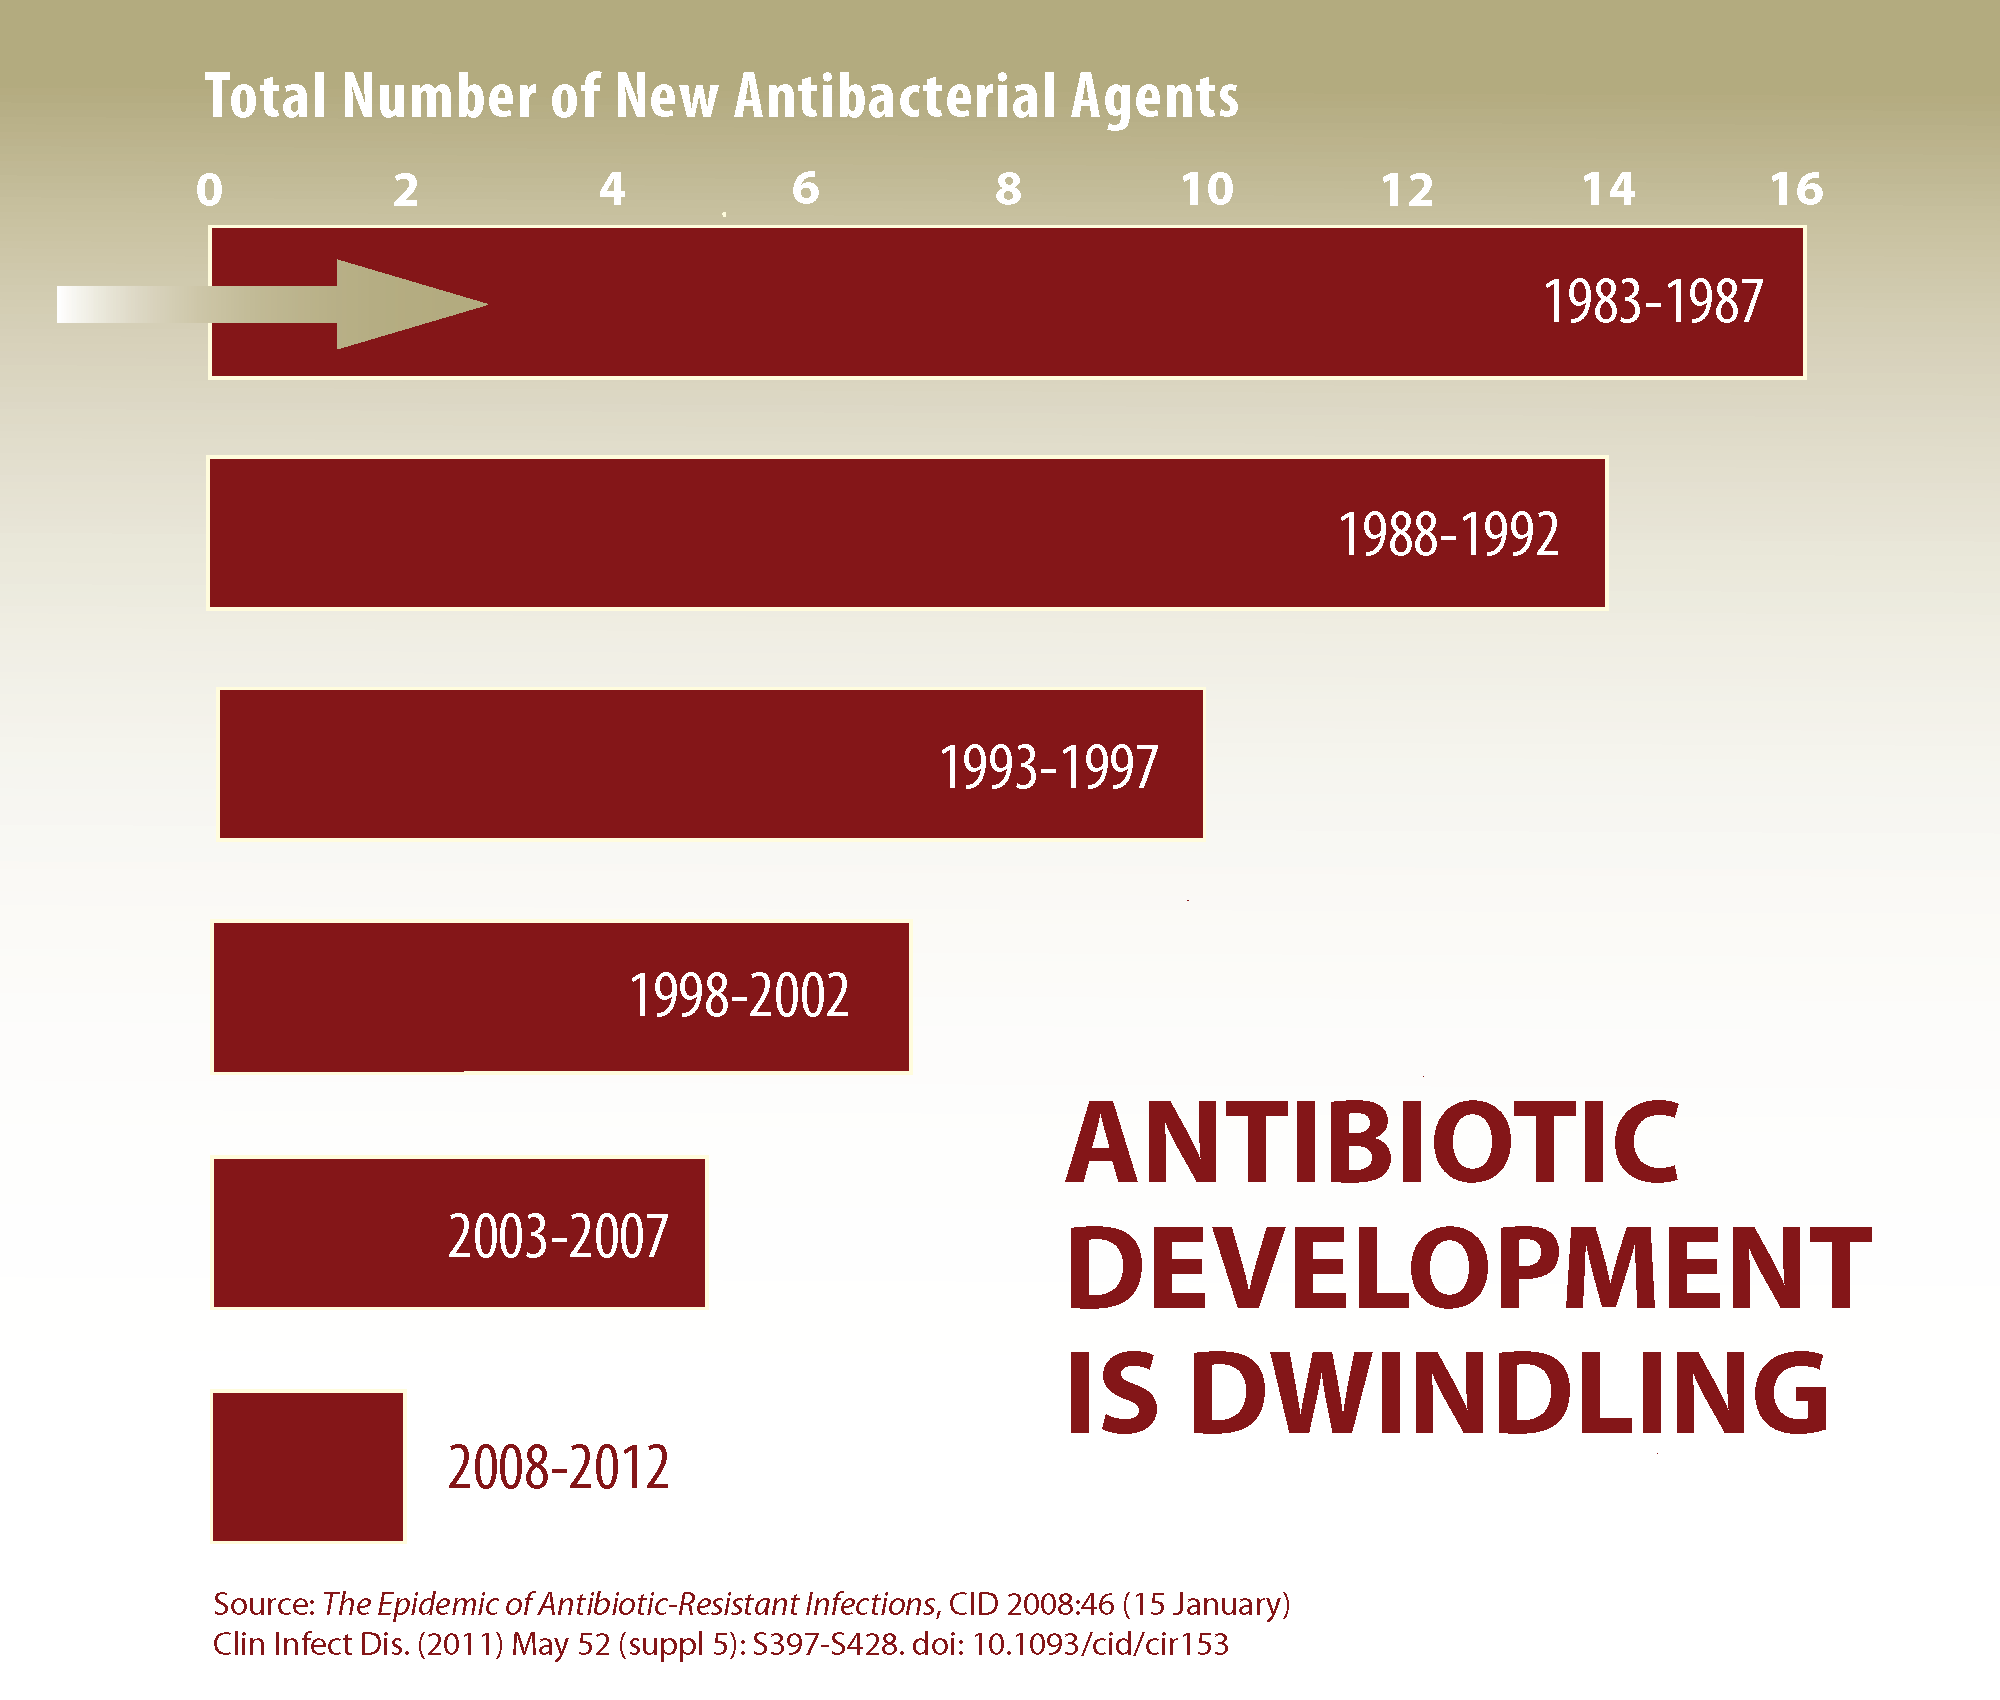 Total Number of New Antibacterial Agents
0 2 4 6 8 10 12 14 16
1983-1987
1988-1992
1993-1997
1998-2002
2003-2007
2008-2012
ANTIBIOTIC
DEVELOPMENT
IS DWINDLING
Source: The Epidemic of Antibiotic-Resistant Infections, CID 2008:46 (15 January)
Clin Infect Dis. (2011) May 52 (suppl 5): S397-S428. doi: 10.1093/cid/cir153